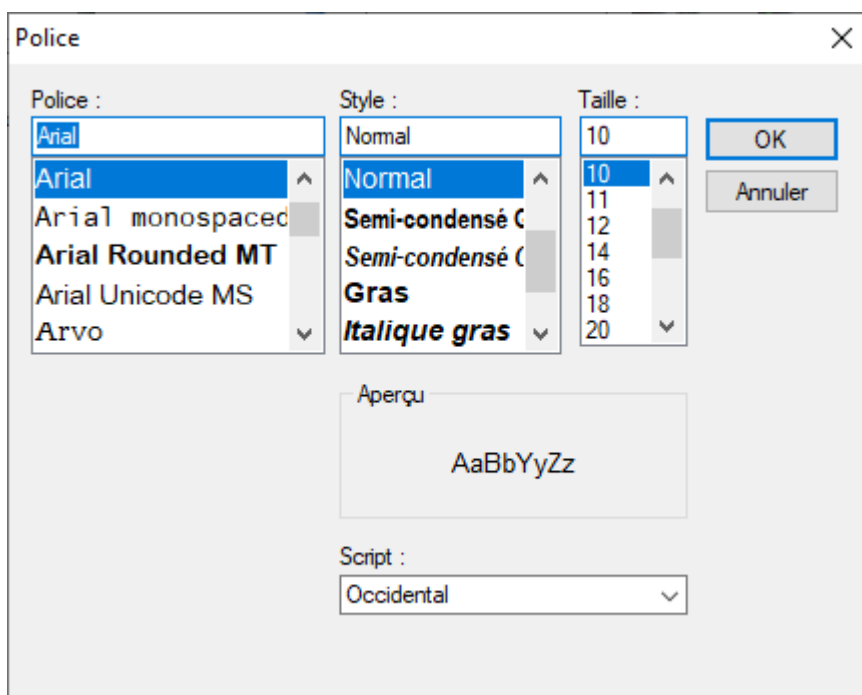 Police
Police :
Style :
Taille :
Arial
Normal
10
OK
Annuler
Arial
Arial monospaced
Arial Rounded MT
Arial Unicode MS
Arvo
Normal
Semi-condensé
Semi-condensé
Gras
Italique gras
10
11
12
14
16
18
20
Aperçu
AaBbYyZz
Script :
Occidental